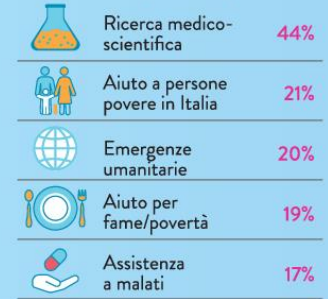 Ricerca medico-
scientifica
44%
Aiuto a persone
povere in Italia
21%
Emergenze
umanitarie
20%
Aiuto per
fame/povertà
19%
Assistenza
a malati
17%